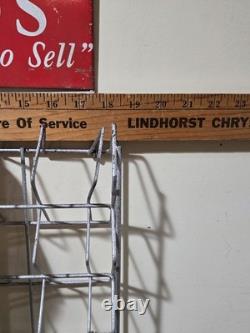 S
o Sell”
15 16 17 18 19 20 21 22 23
re Of Service LINDHORST CHRY